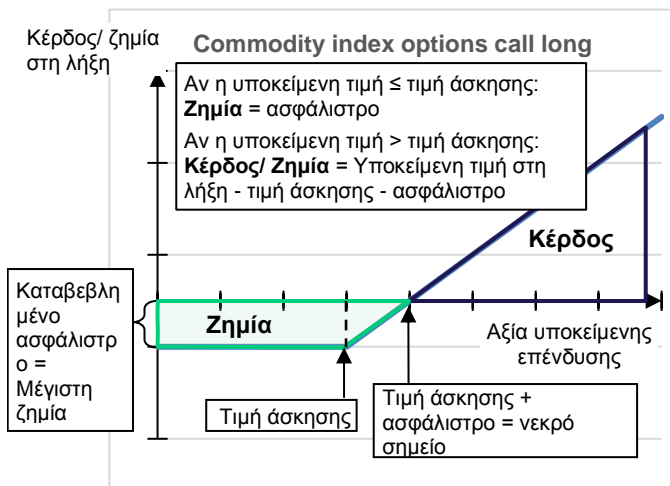 Κέρδος/ ζημία
στη λήξη
Commodity index options call long
Αν η υποκείμενη τιμή ≤ τιμή άσκησης:
Ζημία = ασφάλιστρο
Αν η υποκείμενη τιμή > τιμή άσκησης:
Κέρδος/ Ζημία = Υποκείμενη τιμή στη
λήξη - τιμή άσκησης - ασφάλιστρο
Κέρδος
Καταβεβλη
μένο
ασφάλιστρ
ο =
Μέγιστη
ζημία
Ζημία
Αξία υποκείμενης
επένδυσης
Τιμή άσκησης
Τιμή άσκησης +
ασφάλιστρο = νεκρό
σημείο